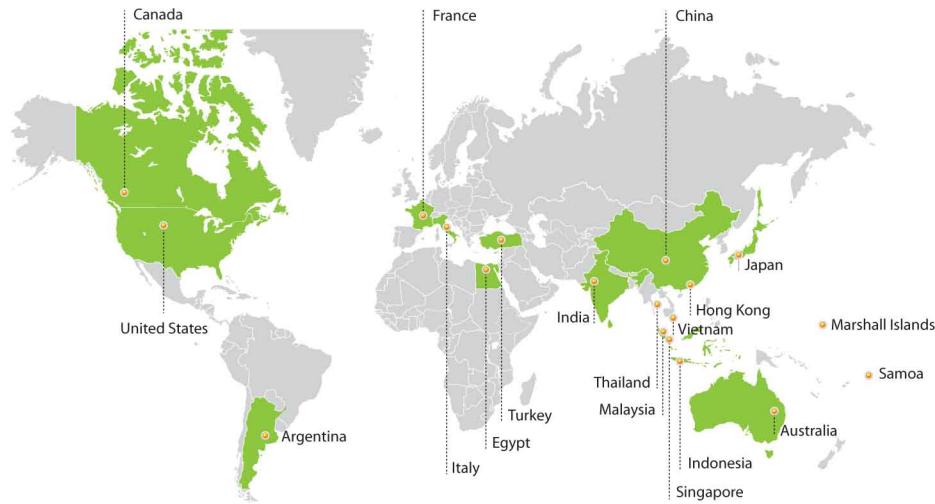 Canada
France
China
Japan
Hong Kong
India
United States
Vietnam
Marshall Islands
Samoa
Thailand
Malaysia
Turkey
Australia
Argentina
Egypt
Indonesia
Italy
Singapore